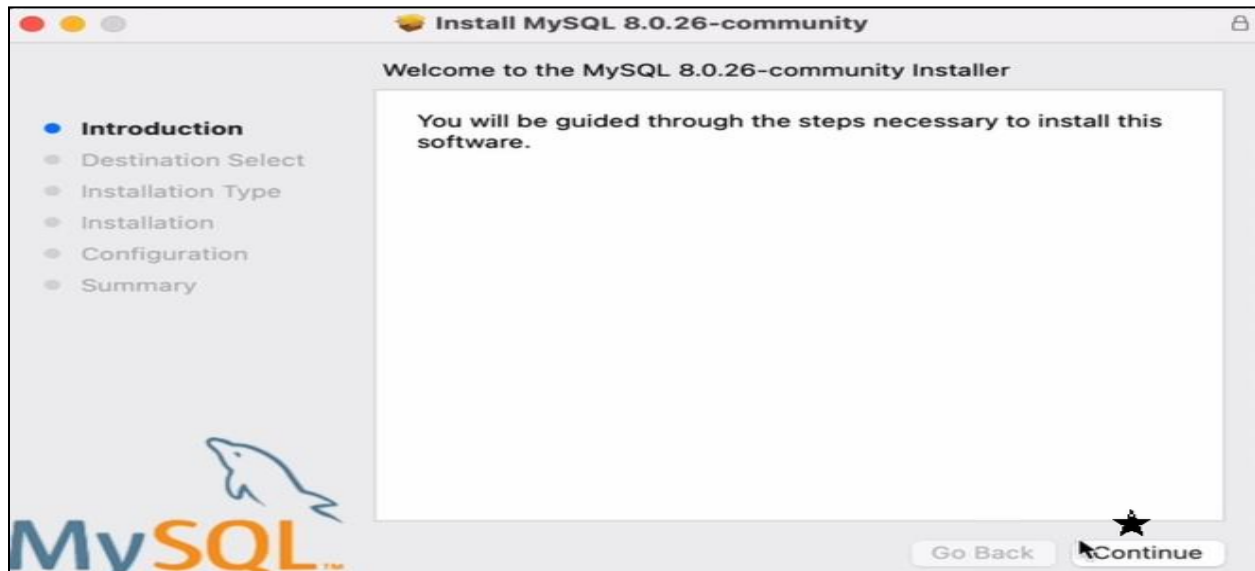 Install MySQL 8.0.26-community
Welcome to the MySQL 8.0.26-community Installer
Introduction
Destination Select
Installation Type
Installation
Configuration
Summary
You will be guided through the steps necessary to install this
software.
MySQL™
Go Back
Continue